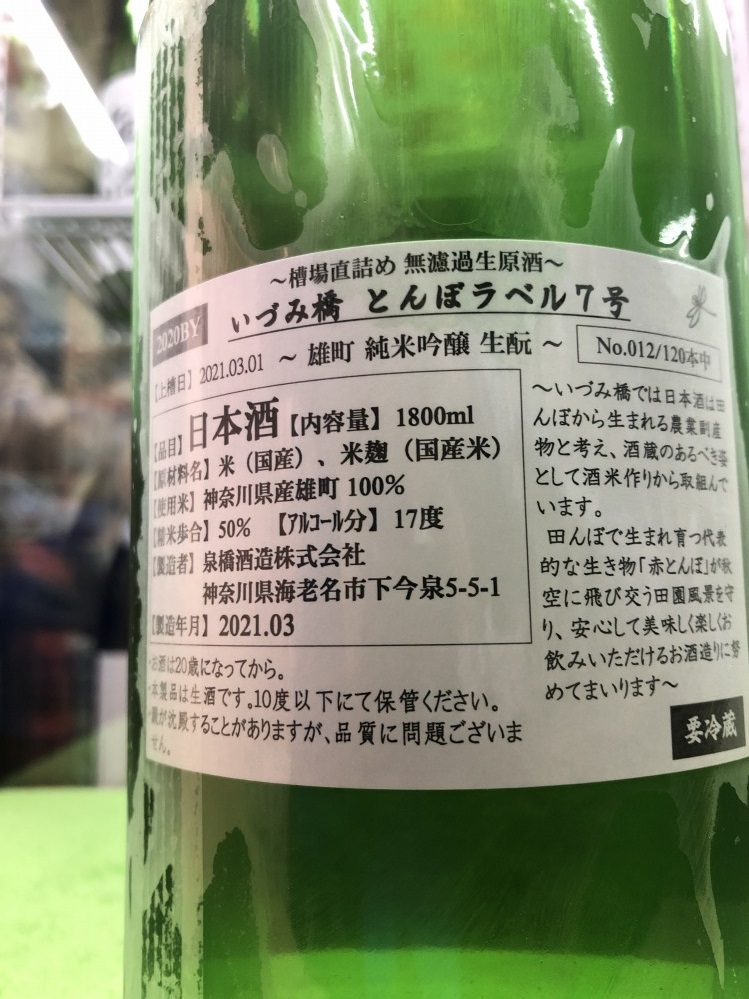 ～槽場直詰め 無濾過生原酒～
2020BY
いづみ橋 とんぼラベル7号
【上槽日】2021.03.01 ～ 雄町 純米吟醸 生酛 ～
No.012/120本中
【品目】日本酒【内容量】1800ml
【原材料名】米（国産）、米麹（国産米）
【使用米】神奈川県産雄町 100%
【精米歩合】50% 【アルコール分】17度
【製造者】泉橋酒造株式会社
神奈川県海老名市下今泉5-5-1
【製造年月】2021.03
・お酒は20歳になってから。
・本製品は生酒です。10度以下にて保管ください。
・澱が沈殿することがありますが、品質に問題ございま
せん。
～いづみ橋では日本酒は田
んぼから生まれる農業副産
物と考え、酒蔵のあるべき姿
として酒米作りから取組んで
います。
田んぼで生まれ育つ代表
的な生き物「赤とんぼ」が秋
空に飛び交う田園風景を守
り、安心して美味しく楽しくお
飲みいただけるお酒造りに努
めてまいります～
要冷蔵